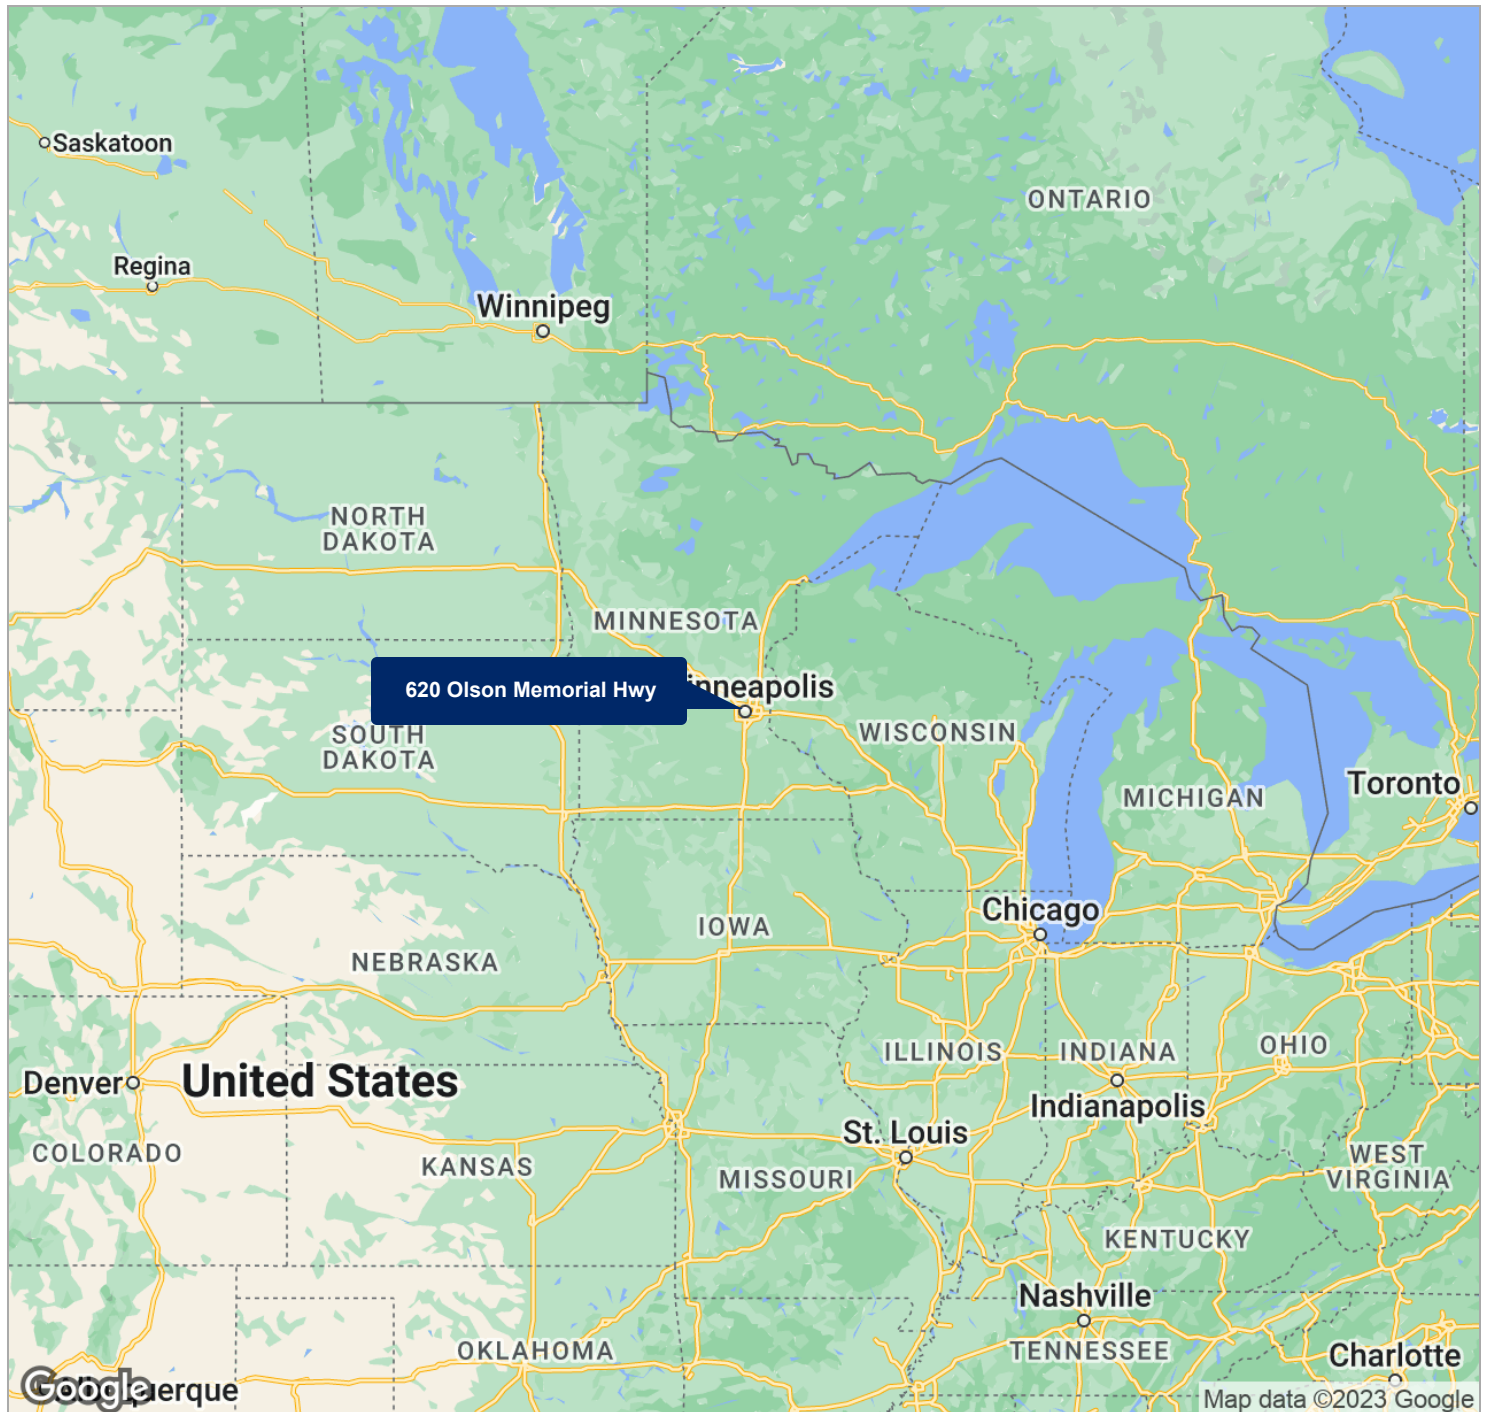 Saskatoon
ONTARIO
Regina
Winnipeg
NORTH
DAKOTA
MINNESOTA
620 Olson Memorial Hwy
inneapolis
SOUTH
DAKOTA
WISCONSIN
Toronto
MICHIGAN
Chicago
IOWA
NEBRASKA
ILLINOIS
INDIANA
OHIO
Denver
United States
Indianapolis
St. Louis
COLORADO
KANSAS
MISSOURI
WEST
VIRGINIA
KENTUCKY
Nashville
OKLAHOMA
TENNESSEE
Charlotte
Google
querque
Map data ©2023 Google